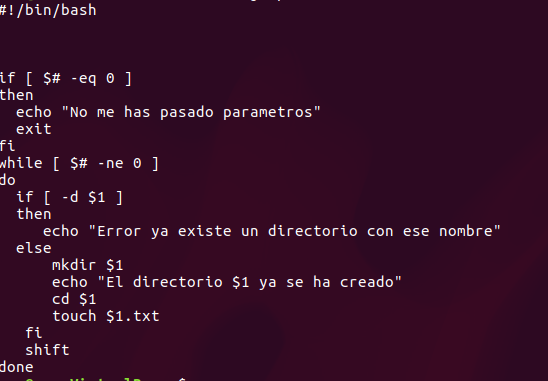 #!/bin/bash
if [ $# -eq 0 ]
then
echo "No me has pasado parametros"
exit
fi
while [ $# -ne 0 ]
do
if [ -d $1 ]
then
echo "Error ya existe un directorio con ese nombre"
else
mkdir $1
echo "El directorio $1 ya se ha creado"
cd $1
touch $1.txt
fi
shift
done